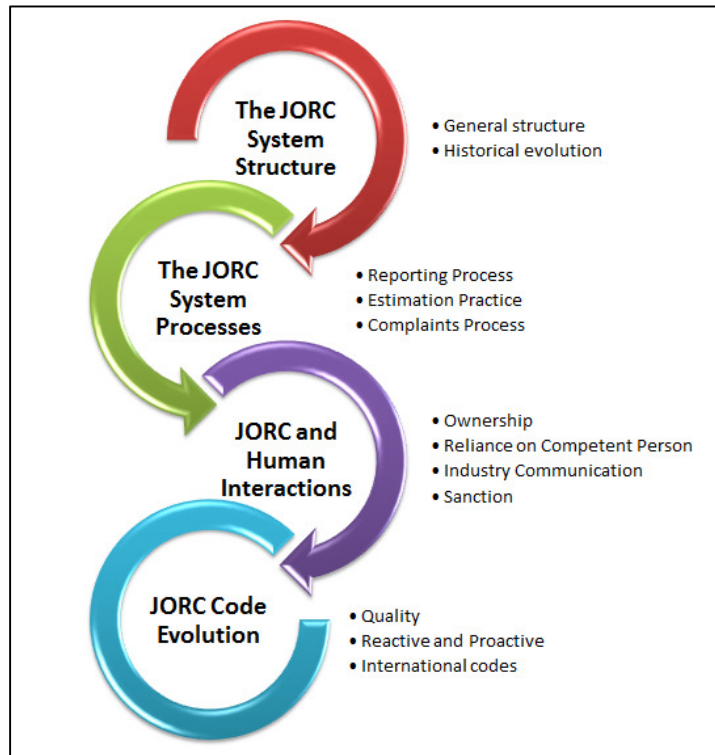 The JORC
System
Structure
• General structure
• Historical evolution
The JORC
System
Processes
• Reporting Process
• Estimation Practice
• Complaints Process
JORC and
Human
Interactions
• Ownership
• Reliance on Competent Person
• Industry Communication
• Sanction
JORC Code
Evolution
• Quality
• Reactive and Proactive
• International codes